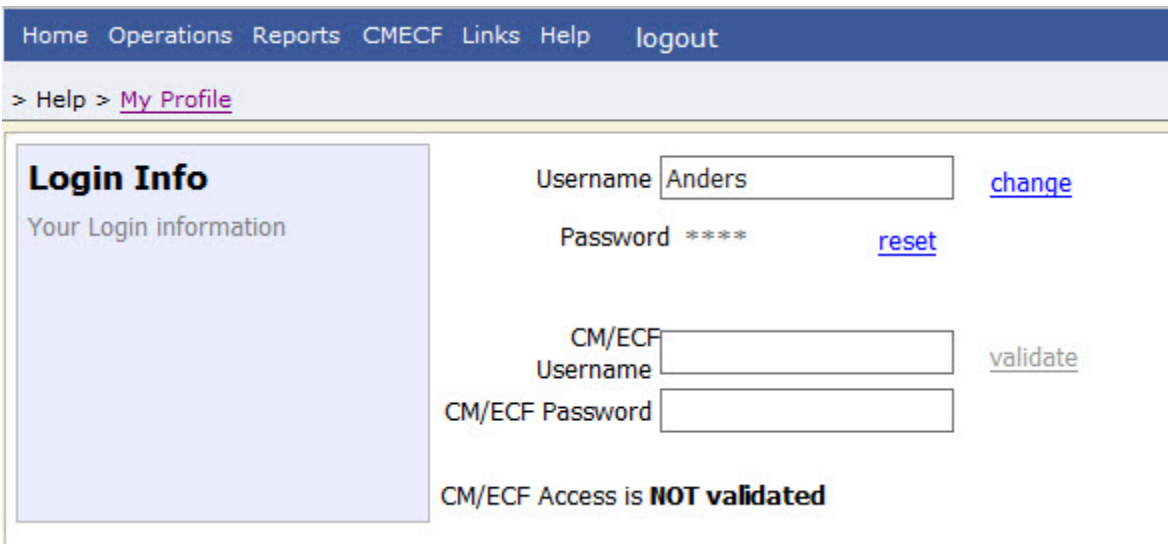 Home Operations Reports CMECF Links Help logout
> Help > My Profile
Login Info
Your Login information
Username Anders change
Password **** reset
CM/ECF
Username validate
CM/ECF Password
CM/ECF Access is NOT validated